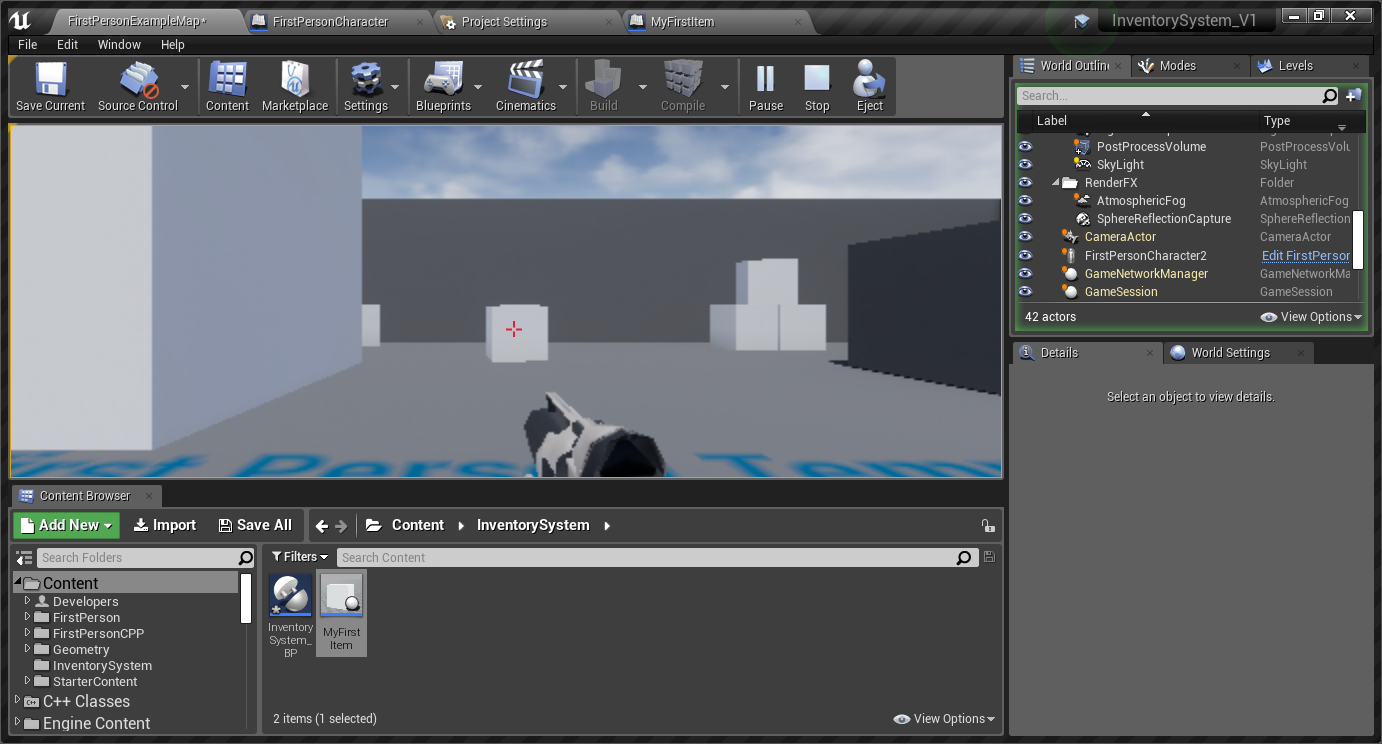 FirstPersonExampleMap*
FirstPersonCharacter
Project Settings
MyFirstItem
InventorySystem_V1
File Edit Window Help
Save Current
Source Control
Content
Marketplace
Settings
Blueprints
Cinematics
Build
Compile
Pause
Stop
Eject
First Person
World Outlin
Modes
Levels
Search...
Label Type
PostProcessVolume PostProcessVolu
SkyLight SkyLight
RenderFX Folder
AtmosphericFog AtmosphericFog
SphereReflectionCapture SphereReflection
CameraActor CameraActor
FirstPersonCharacter2 Edit FirstPerson
GameNetworkManager GameNetworkMa
GameSession GameSession
42 actors View Options
Details
World Settings
Select an object to view details.
Content Browser
Add New Import Save All Content InventorySystem
Search Folders
Filters Search Content
Content
Developers
FirstPerson
FirstPersonCPP
Geometry
InventorySystem
StarterContent
C++ Classes
Engine Content
Inventory
System_
BP
MyFirst
Item
2 items (1 selected) View Options